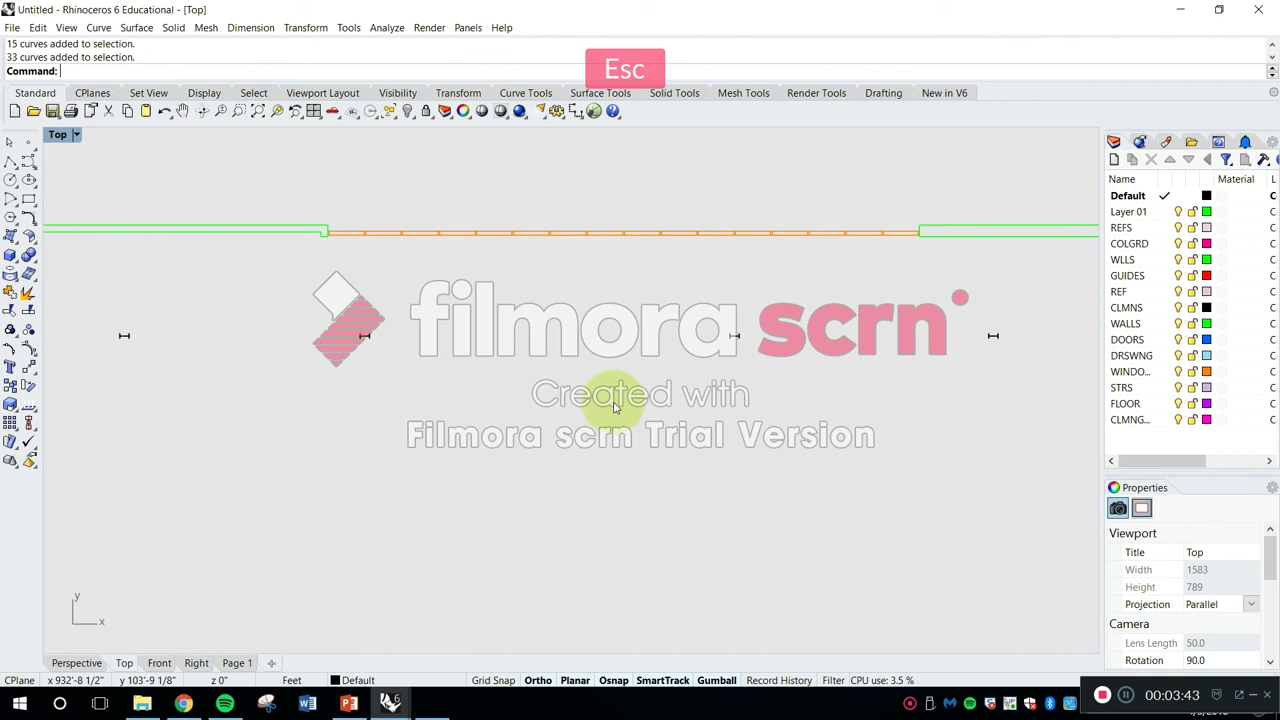 Untitled - Rhinoceros 6 Educational - [Top]
File Edit View Curve Surface Solid Mesh Dimension Transform Tools Analyze Render Panels Help
15 curves added to selection.
33 curves added to selection.
Command:
Esc
Standard CPlanes Set View Display Select Viewport Layout Visibility Transform Curve Tools Surface Tools Solid Tools Mesh Tools Render Tools Drafting New in V6
Top
Name Material L
Default C
Layer 01 C
REFS C
COLGRD C
WLLS C
GUIDES C
REF C
CLMNS C
WALLS C
DOORS C
DRSWNG C
WINDO... C
STRS C
FLOOR C
CLMNG... C
filmora scrn
Created with
Filmora scrn Trial Version
Properties
Viewport
Title Top
Width 1583
Height 789
Projection Parallel
Camera
Lens Length 50.0
Rotation 90.0
y
x
Perspective Top Front Right Page 1
CPlane x 932'-8 1/2" y 103'-9 1/8" z 0" Feet Default Grid Snap Ortho Planar Osnap SmartTrack Gumball Record History Filter CPU use: 3.5 %
00:03:43